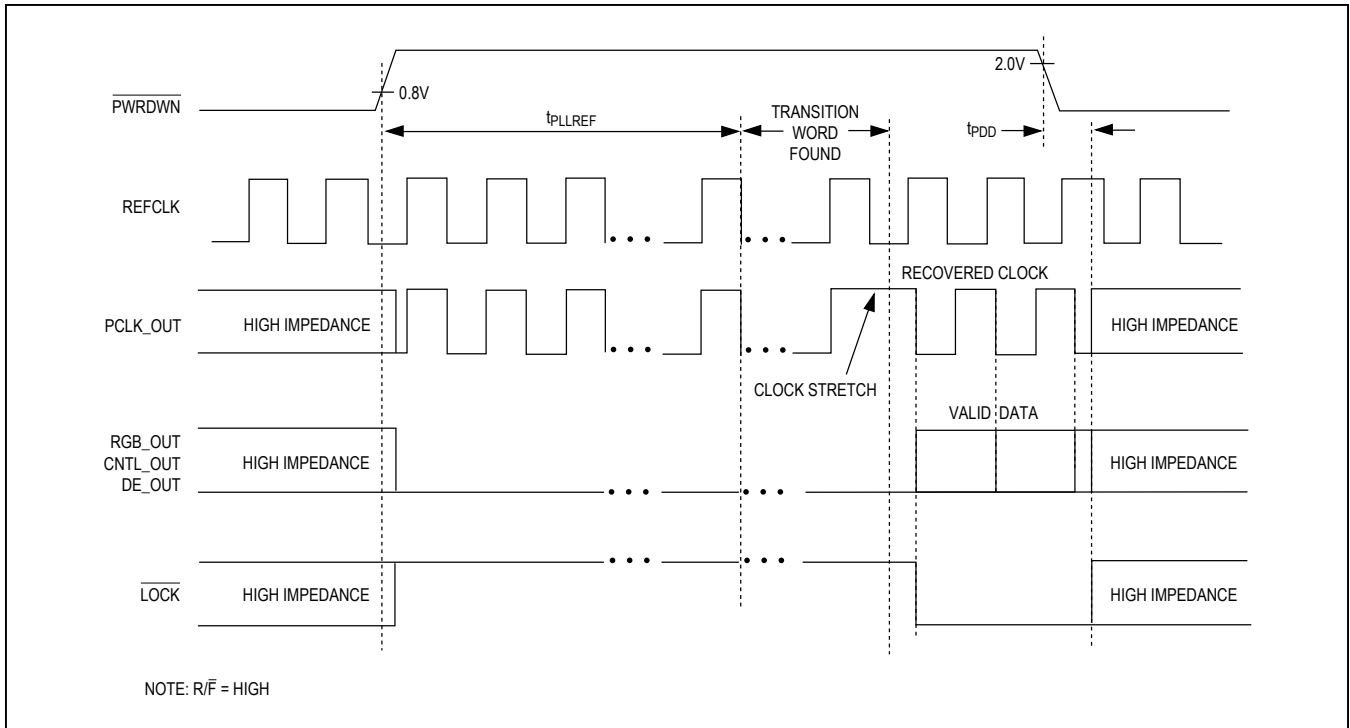 2.0V
0.8V
PWRDWN
tPLLREF
TRANSITION
WORD
FOUND
tPDD
REFCLK
RECOVERED CLOCK
PCLK_OUT
HIGH IMPEDANCE
HIGH IMPEDANCE
CLOCK STRETCH
VALID DATA
RGB_OUT
CNTL_OUT
DE_OUT
HIGH IMPEDANCE
HIGH IMPEDANCE
LOCK
HIGH IMPEDANCE
HIGH IMPEDANCE
NOTE: R/F̅ = HIGH